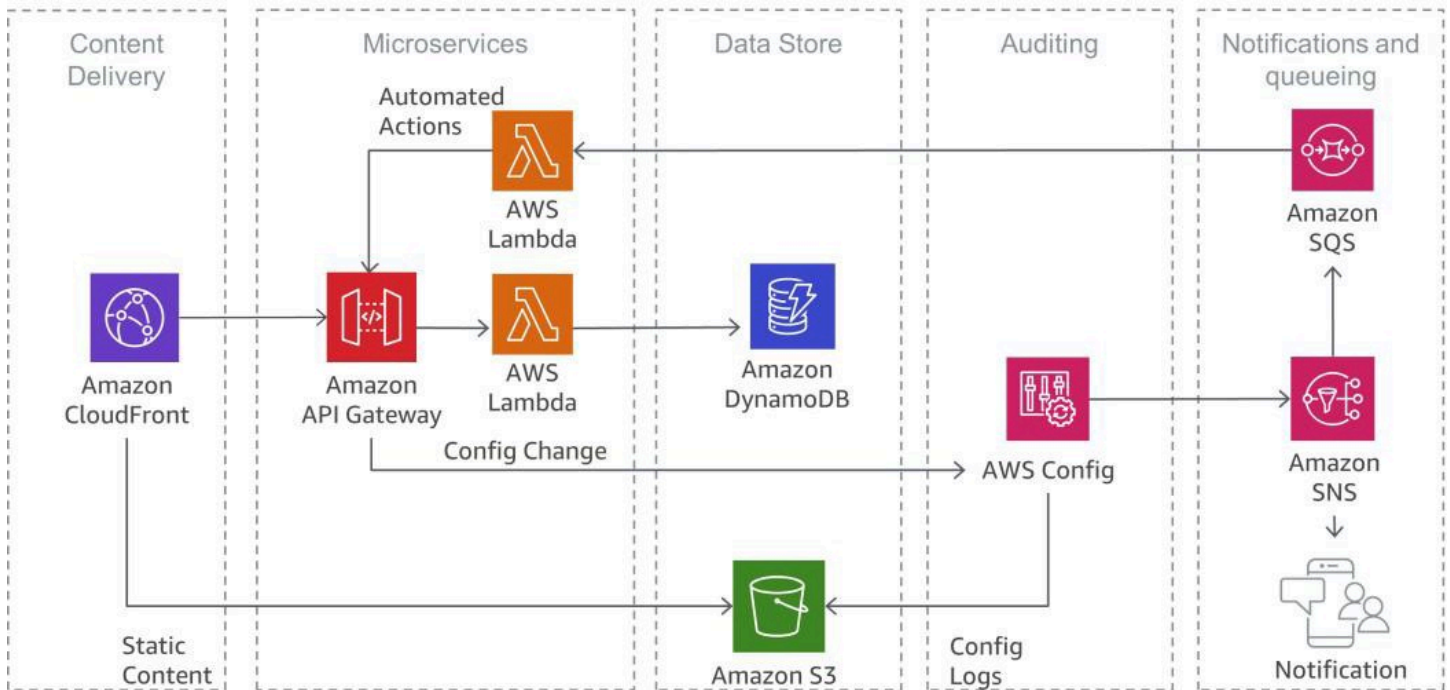 Content
Delivery
Microservices
Data Store
Auditing
Notifications and
queueing
Automated
Actions
AWS
Lambda
Amazon
SQS
Amazon
CloudFront
Amazon
API Gateway
AWS
Lambda
Amazon
DynamoDB
Config Change
AWS Config
Amazon
SNS
Static
Content
Amazon S3
Config
Logs
Notification